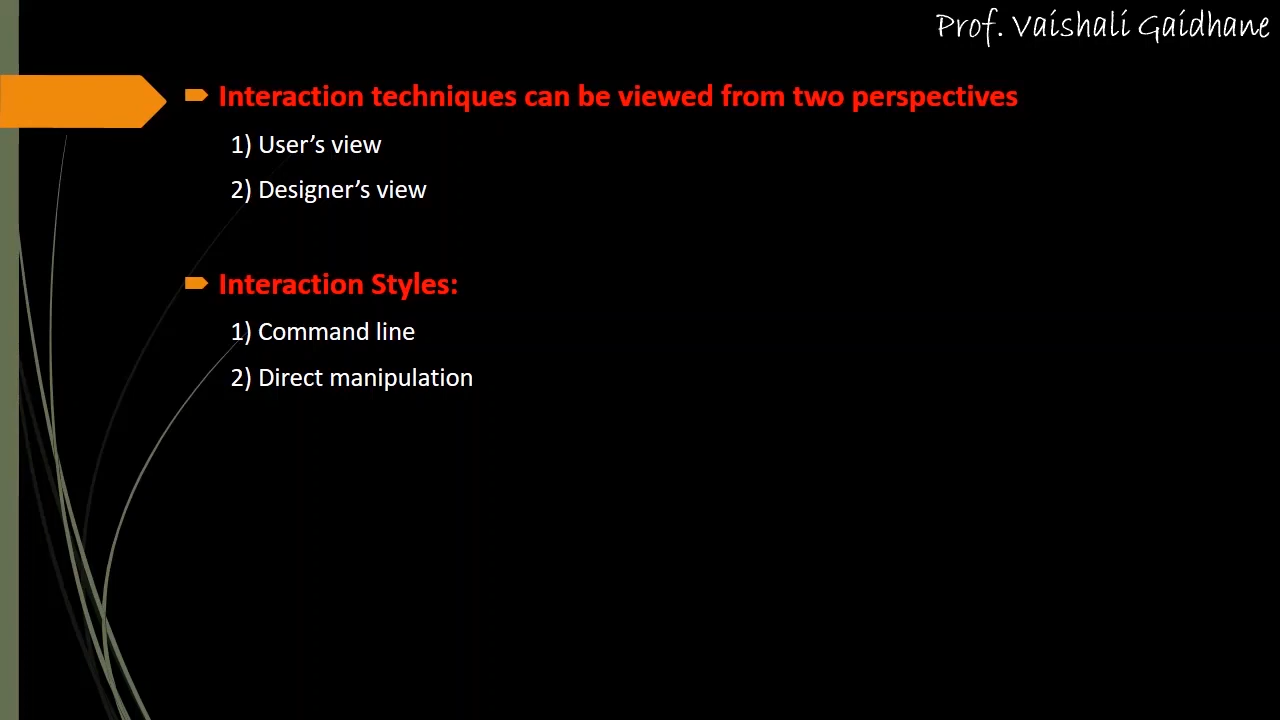 Prof. Vaishali Gaidhane
Interaction techniques can be viewed from two perspectives
1) User’s view
2) Designer’s view
Interaction Styles:
1) Command line
2) Direct manipulation